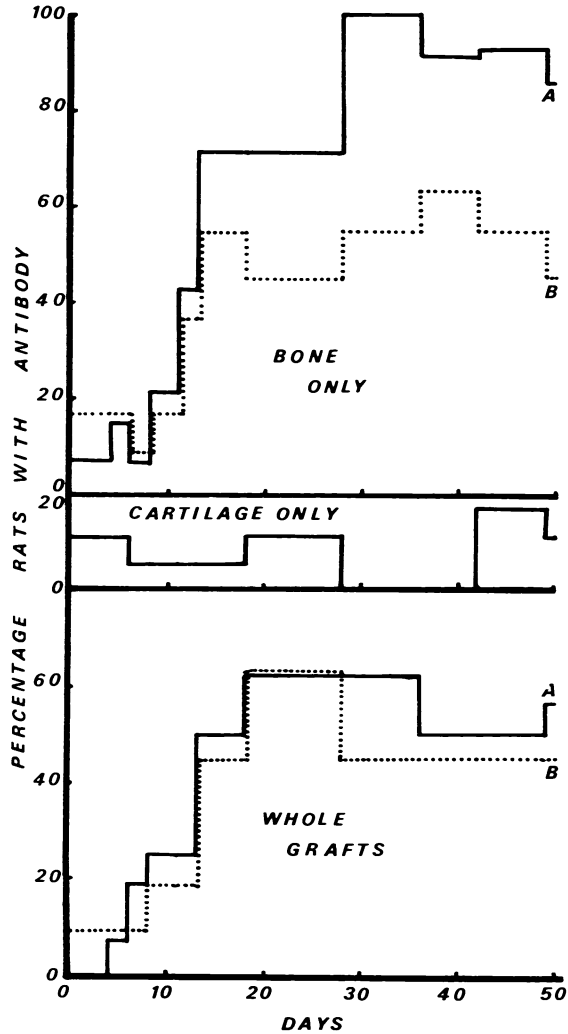 100
80
60
40
20
0
A
B
BONE
ONLY
20
0
CARTILAGE ONLY
60
40
20
0
A
B
WHOLE
GRAFTS
0 10 20 30 40 50
DAYS
PERCENTAGE RATS WITH ANTIBODY